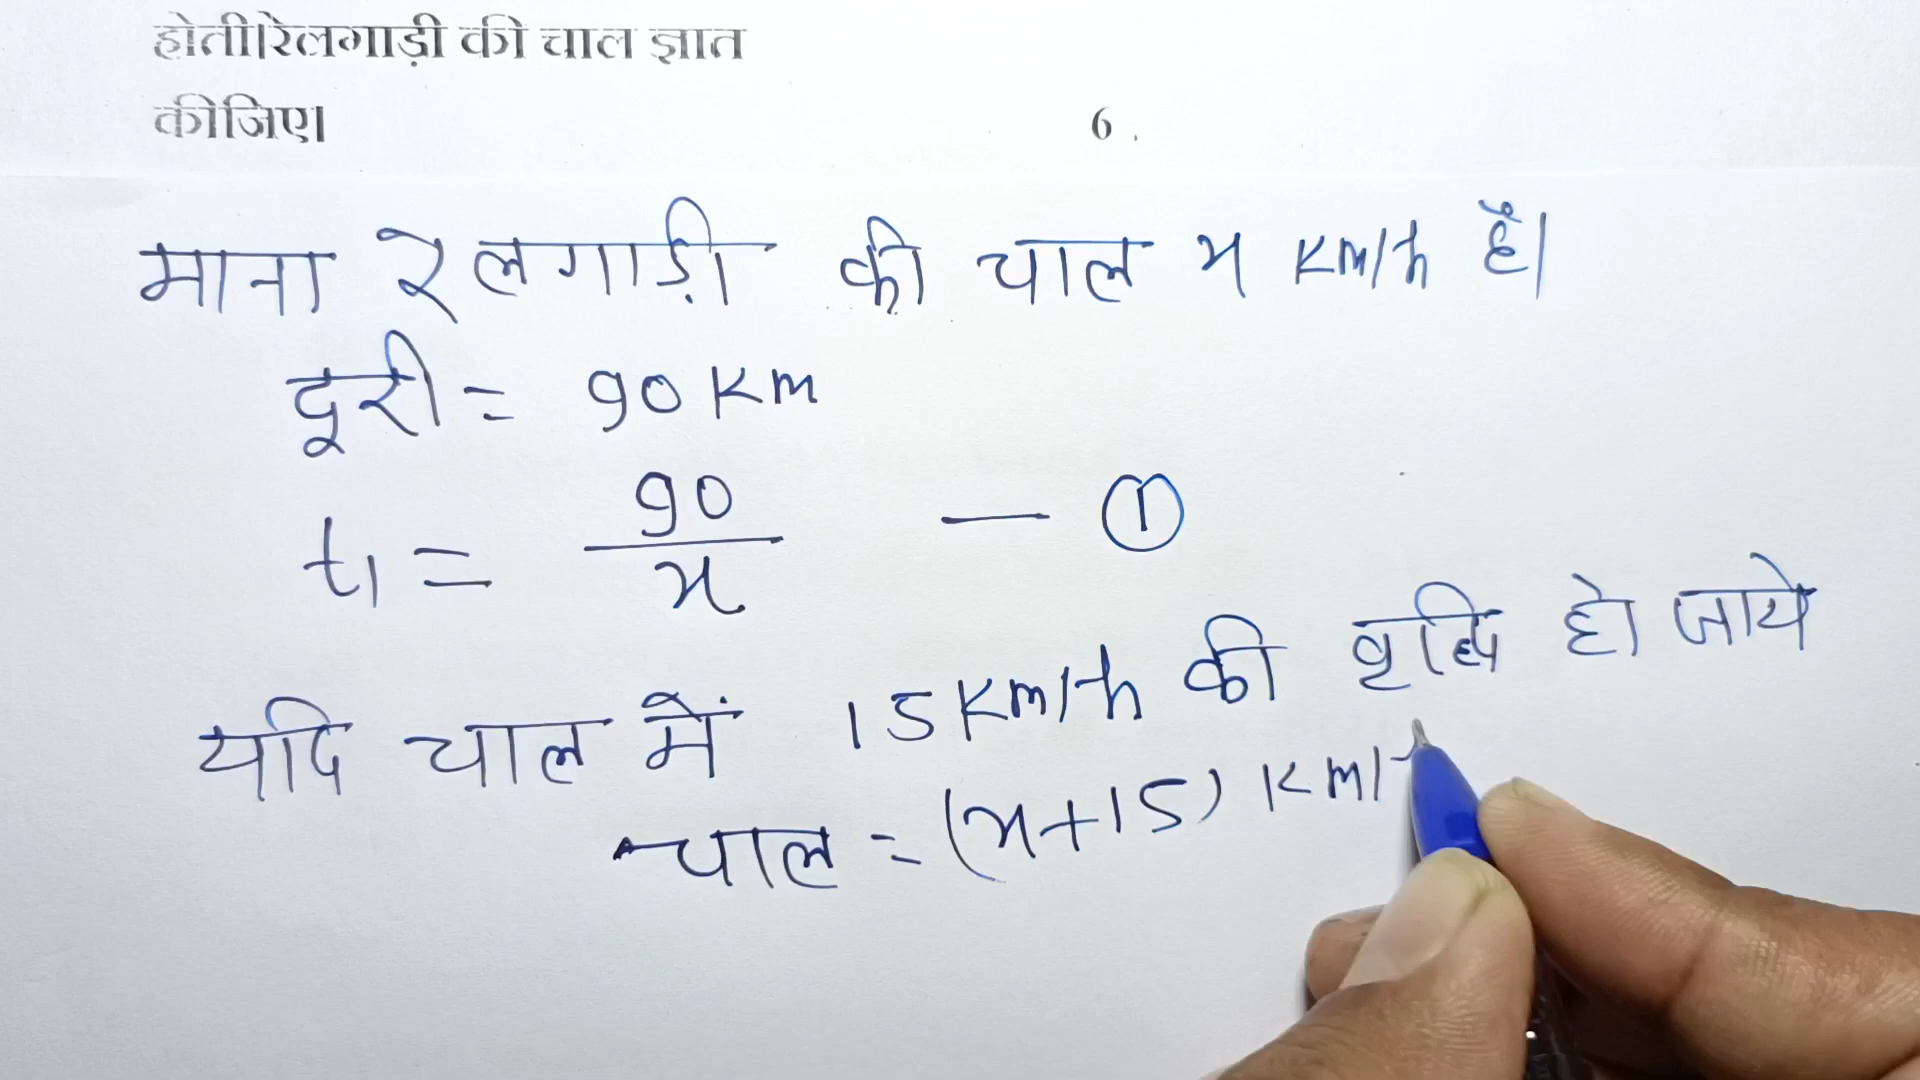 होती।रेलगाड़ी की चाल ज्ञात
कीजिए। 6
माना रेलगाड़ी की चाल x km/h है।
दूरी = 90 km
t1 = 90/x — ①
यदि चाल में 15 km/h की वृद्धि हो जाये
चाल = (x+15) km/